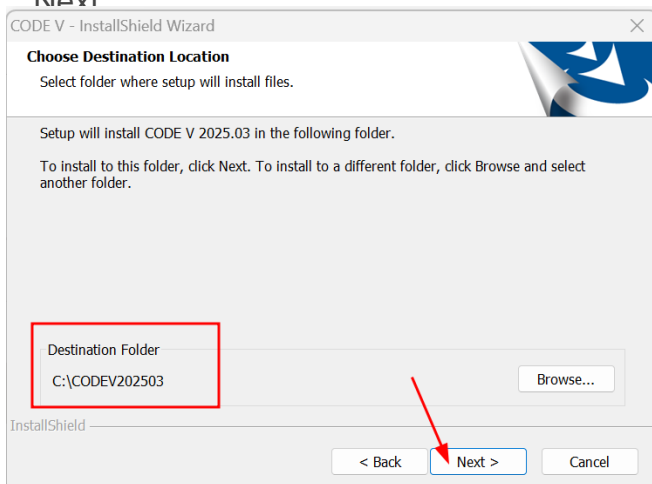 Next
CODE V - InstallShield Wizard
Choose Destination Location
Select folder where setup will install files.
Setup will install CODE V 2025.03 in the following folder.
To install to this folder, click Next. To install to a different folder, click Browse and select
another folder.
Destination Folder
C:\CODEV202503
Browse...
InstallShield
< Back
Next >
Cancel